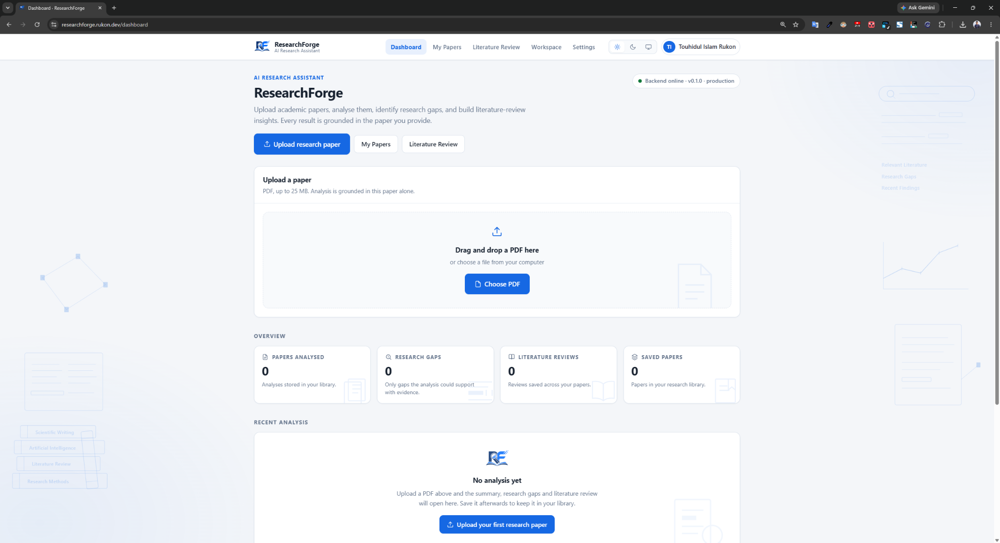 Dashboard · ResearchForge
Ask Gemini
researchforge.rukon.dev/dashboard
ResearchForge
AI Research Assistant
Dashboard
My Papers
Literature Review
Workspace
Settings
TI
Touhidul Islam Rukon
AI RESEARCH ASSISTANT
Backend online · v0.1.0 · production
ResearchForge
Upload academic papers, analyse them, identify research gaps, and build literature-review
insights. Every result is grounded in the paper you provide.
Upload research paper
My Papers
Literature Review
Relevant Literature
Research Gaps
Recent Findings
Upload a paper
PDF, up to 25 MB. Analysis is grounded in this paper alone.
Drag and drop a PDF here
or choose a file from your computer
Choose PDF
OVERVIEW
PAPERS ANALYSED
0
Analyses stored in your library.
RESEARCH GAPS
0
Only gaps the analysis could support
with evidence.
LITERATURE REVIEWS
0
Reviews saved across your papers.
SAVED PAPERS
0
Papers in your research library.
Scientific Writing
Artificial Intelligence
Literature Review
Research Methods
RECENT ANALYSIS
RF
No analysis yet
Upload a PDF above and the summary, research gaps and literature review
will open here. Save it afterwards to keep it in your library.
Upload your first research paper